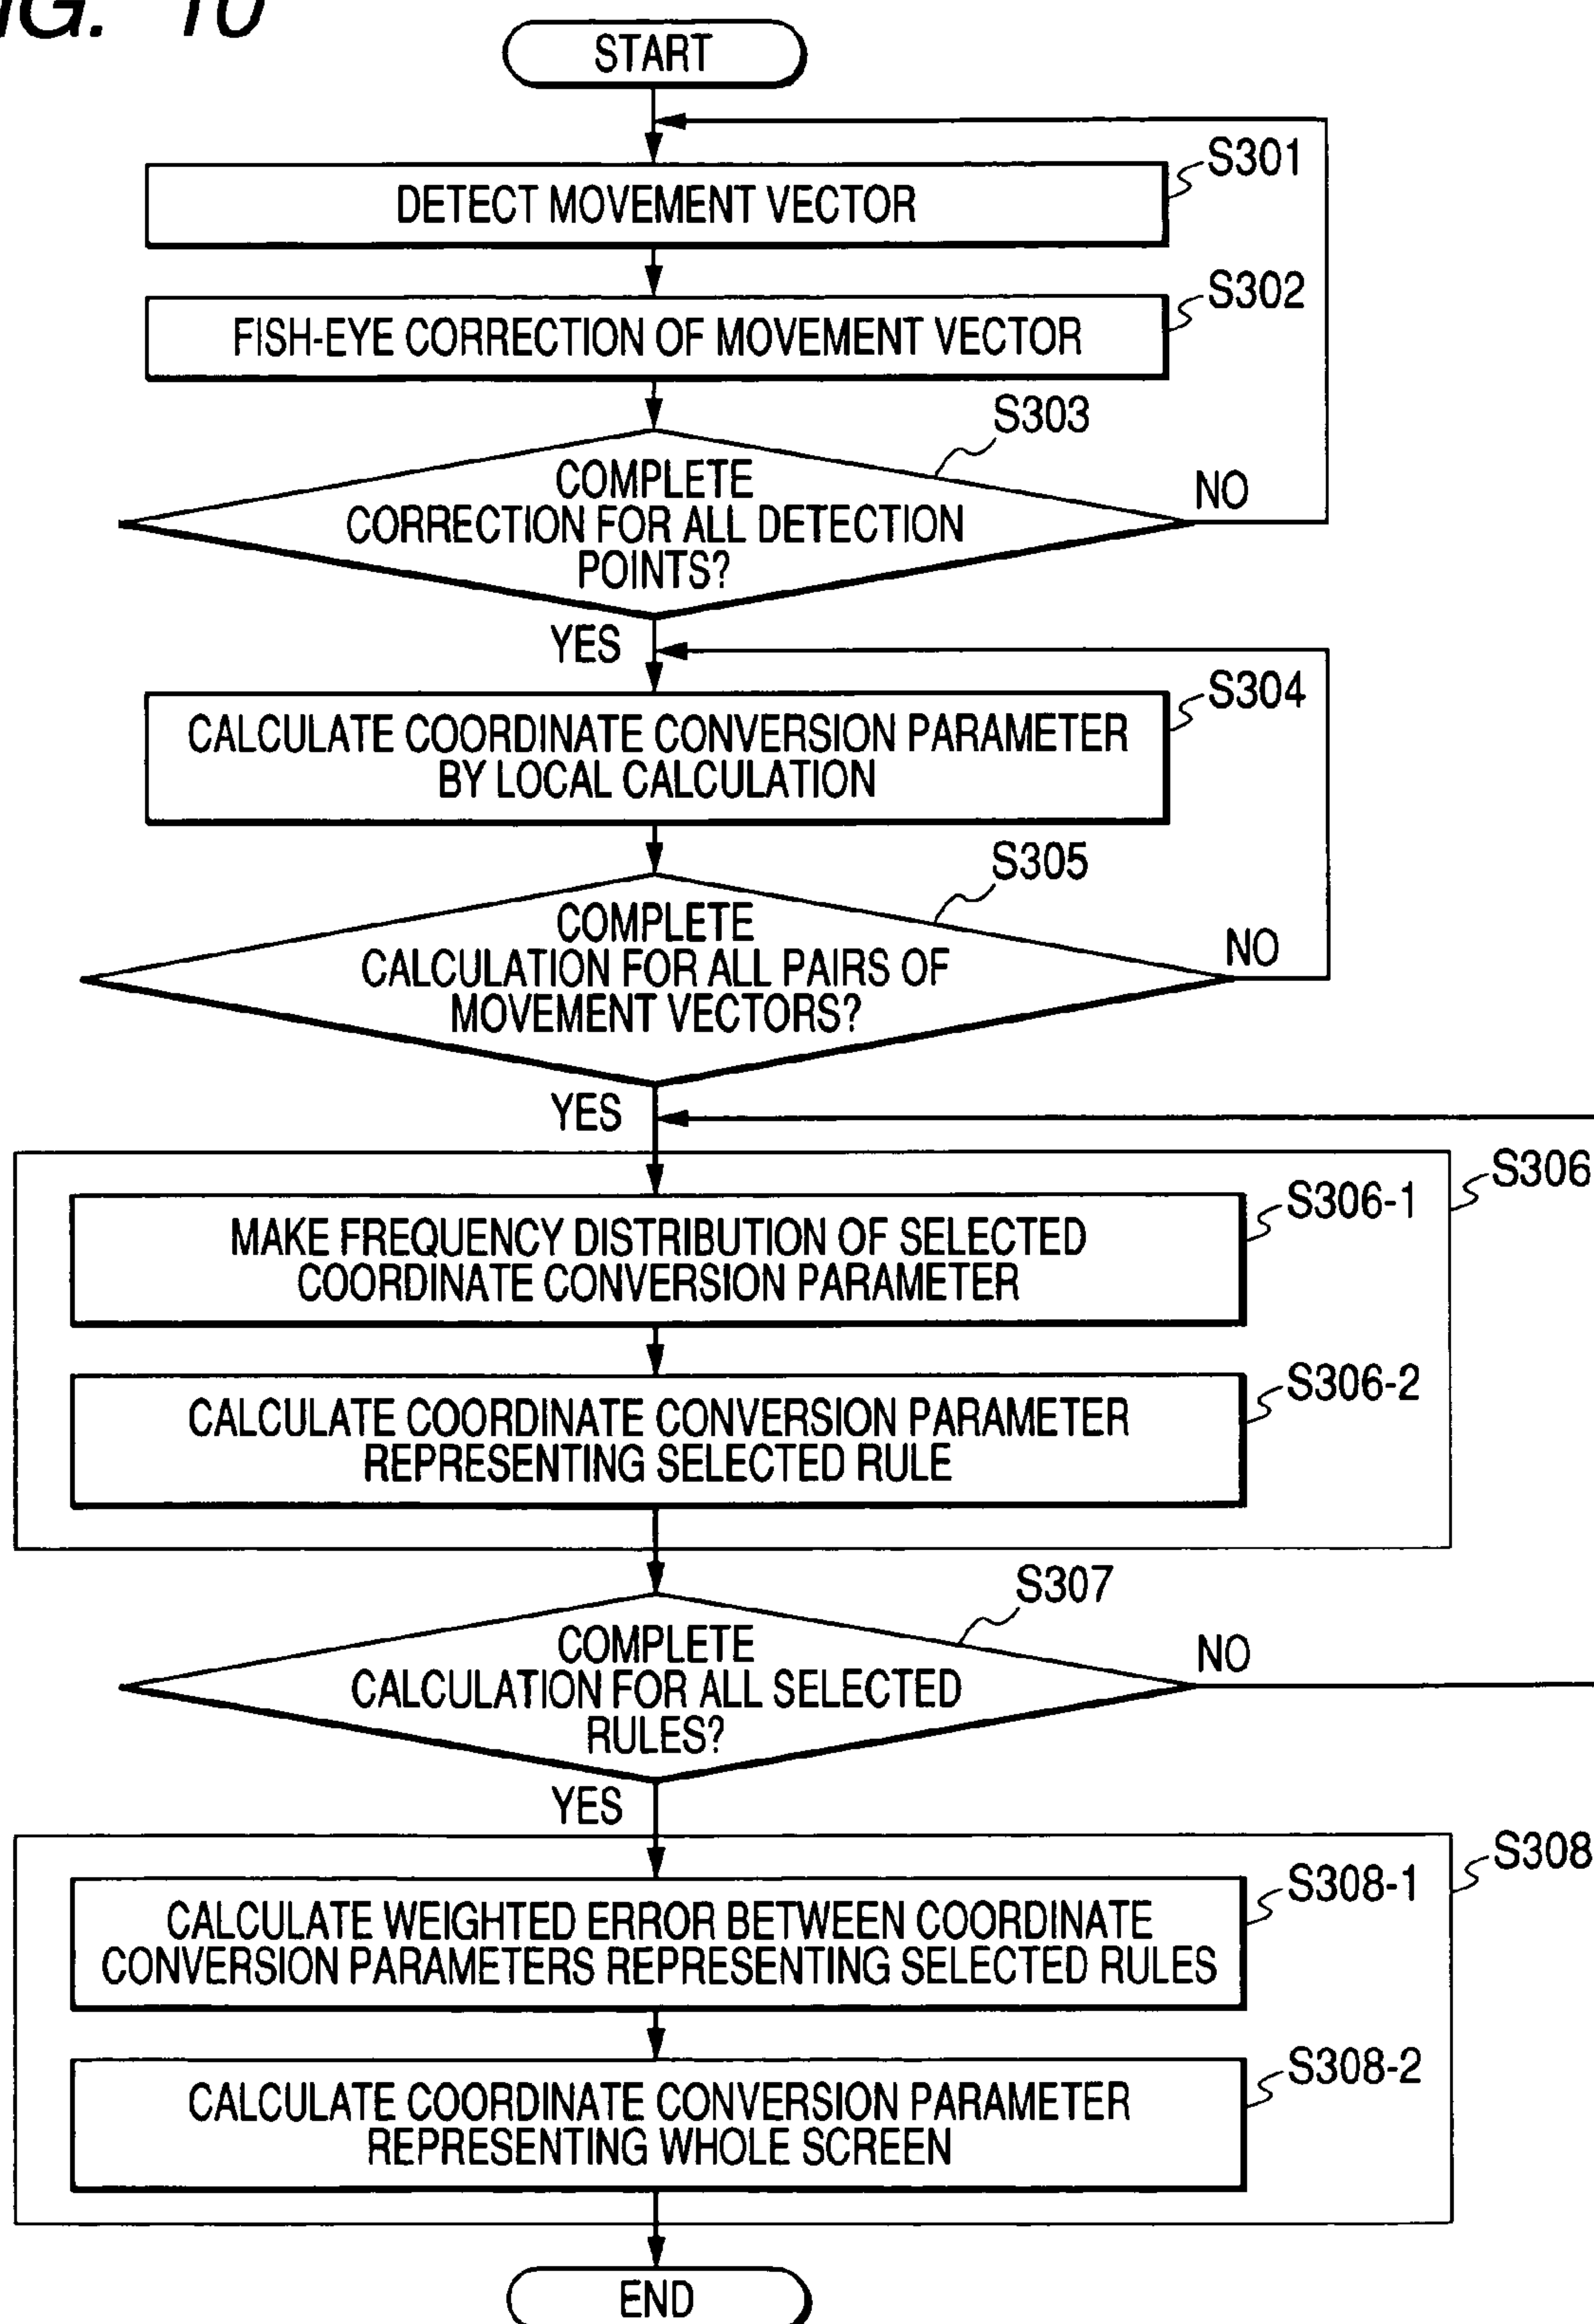 FIG. 10
START
S301
DETECT MOVEMENT VECTOR
S302
FISH-EYE CORRECTION OF MOVEMENT VECTOR
S303
COMPLETE
CORRECTION FOR ALL DETECTION
POINTS?
NO
YES
S304
CALCULATE COORDINATE CONVERSION PARAMETER
BY LOCAL CALCULATION
S305
COMPLETE
CALCULATION FOR ALL PAIRS OF
MOVEMENT VECTORS?
NO
YES
S306
S306-1
MAKE FREQUENCY DISTRIBUTION OF SELECTED
COORDINATE CONVERSION PARAMETER
S306-2
CALCULATE COORDINATE CONVERSION PARAMETER
REPRESENTING SELECTED RULE
S307
COMPLETE
CALCULATION FOR ALL SELECTED
RULES?
NO
YES
S308
S308-1
CALCULATE WEIGHTED ERROR BETWEEN COORDINATE
CONVERSION PARAMETERS REPRESENTING SELECTED RULES
S308-2
CALCULATE COORDINATE CONVERSION PARAMETER
REPRESENTING WHOLE SCREEN
END